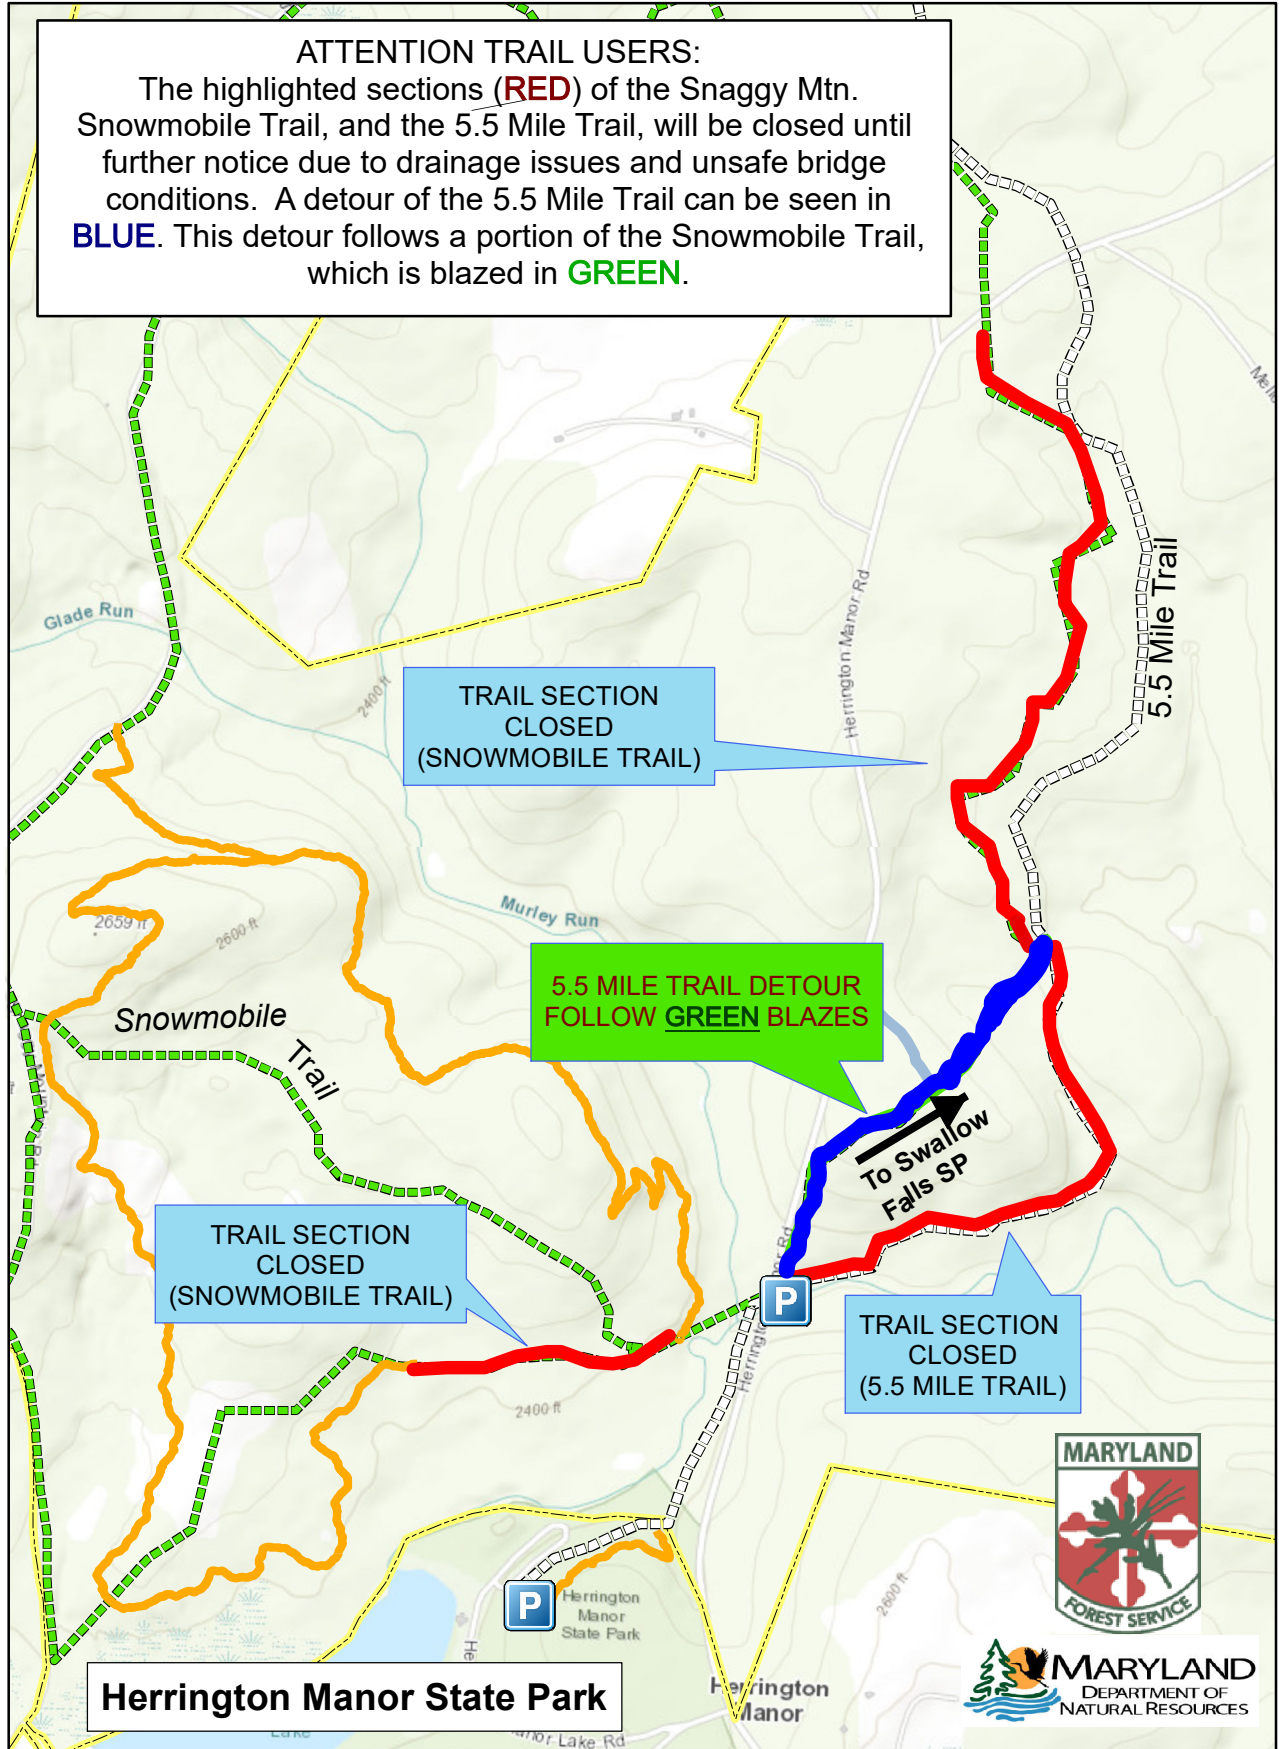 ATTENTION TRAIL USERS:
The highlighted sections (RED) of the Snaggy Mtn.
Snowmobile Trail, and the 5.5 Mile Trail, will be closed until
further notice due to drainage issues and unsafe bridge
conditions. A detour of the 5.5 Mile Trail can be seen in
BLUE. This detour follows a portion of the Snowmobile Trail,
which is blazed in GREEN.
Glade Run
2400 ft
Herrington Manor Rd
5.5 Mile Trail
TRAIL SECTION
CLOSED
(SNOWMOBILE TRAIL)
Murley Run
2659 ft
2600 ft
5.5 MILE TRAIL DETOUR
FOLLOW GREEN BLAZES
Snowmobile
Trail
To Swallow
Falls SP
TRAIL SECTION
CLOSED
(SNOWMOBILE TRAIL)
P
TRAIL SECTION
CLOSED
(5.5 MILE TRAIL)
2400 ft
MARYLAND
FOREST SERVICE
P
Herrington
Manor
State Park
2600 ft
Herrington Manor State Park
Herrington
Manor
Lake
Manor Lake Rd
MARYLAND
DEPARTMENT OF
NATURAL RESOURCES